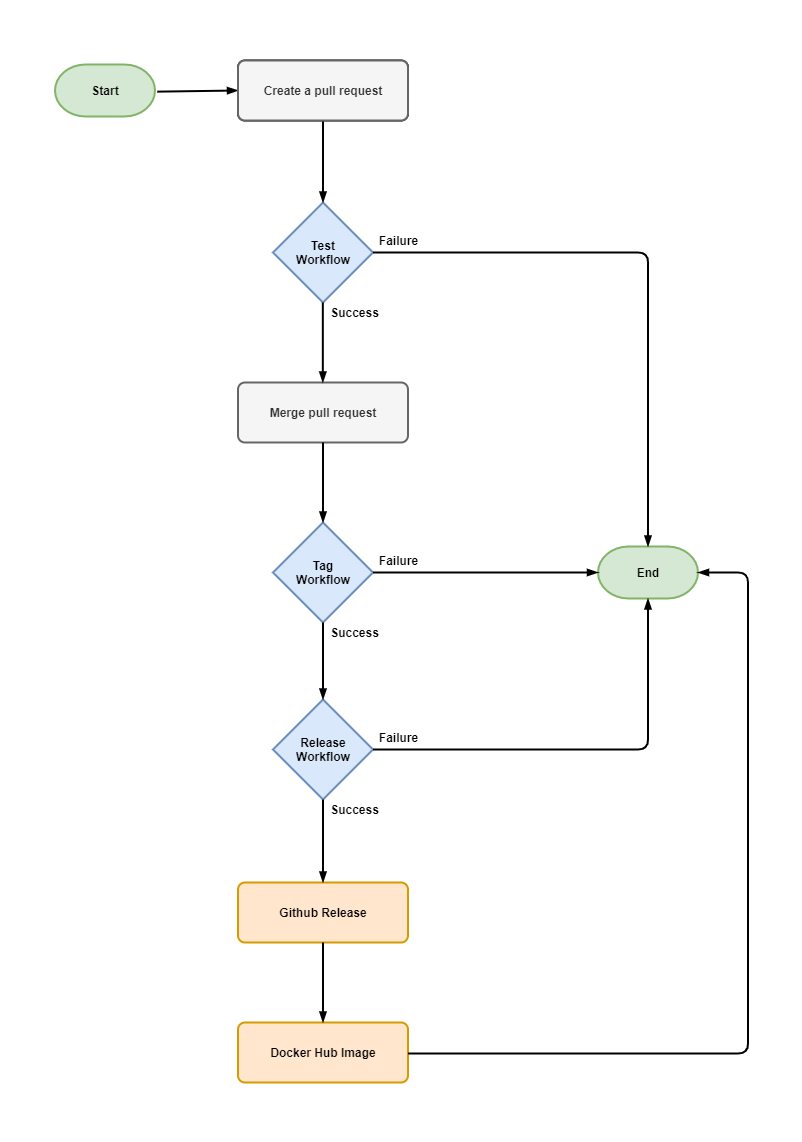 Start
Create a pull request
Test
Workflow
Failure
Success
Merge pull request
Tag
Workflow
Failure
End
Success
Release
Workflow
Failure
Success
Github Release
Docker Hub Image